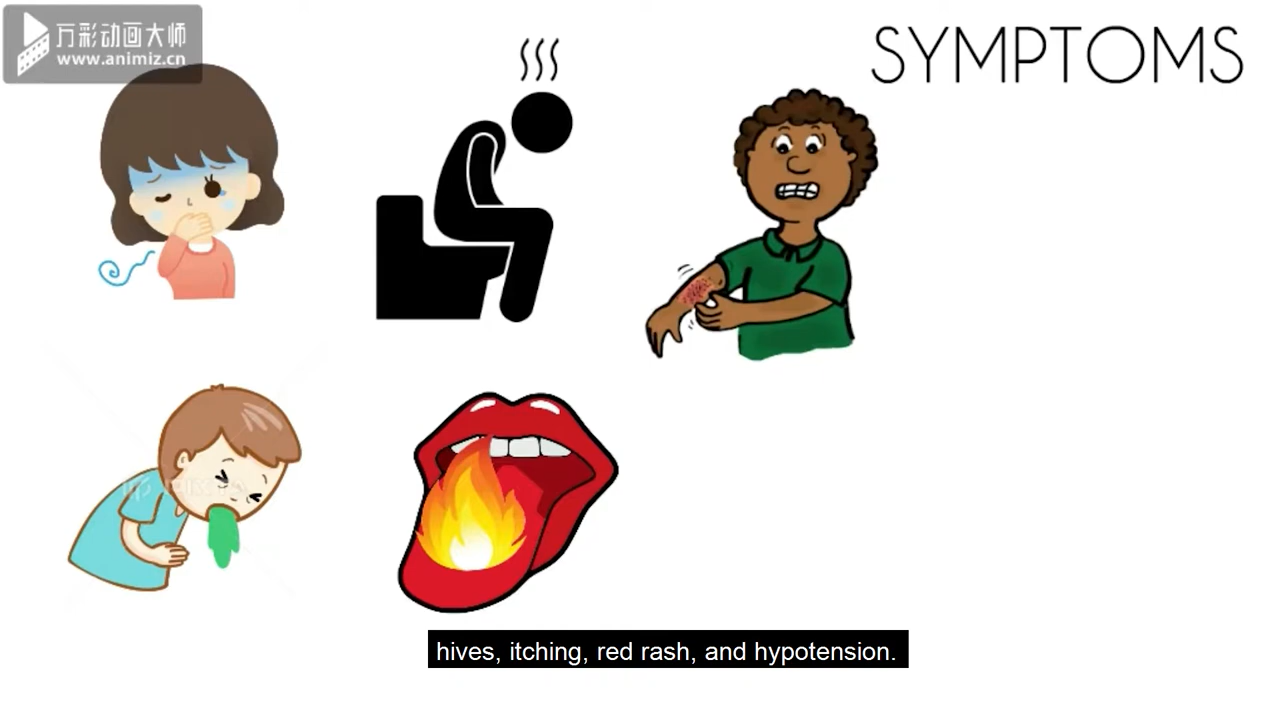 万彩动画大师
www.animiz.cn
SYMPTOMS
hives, itching, red rash, and hypotension.